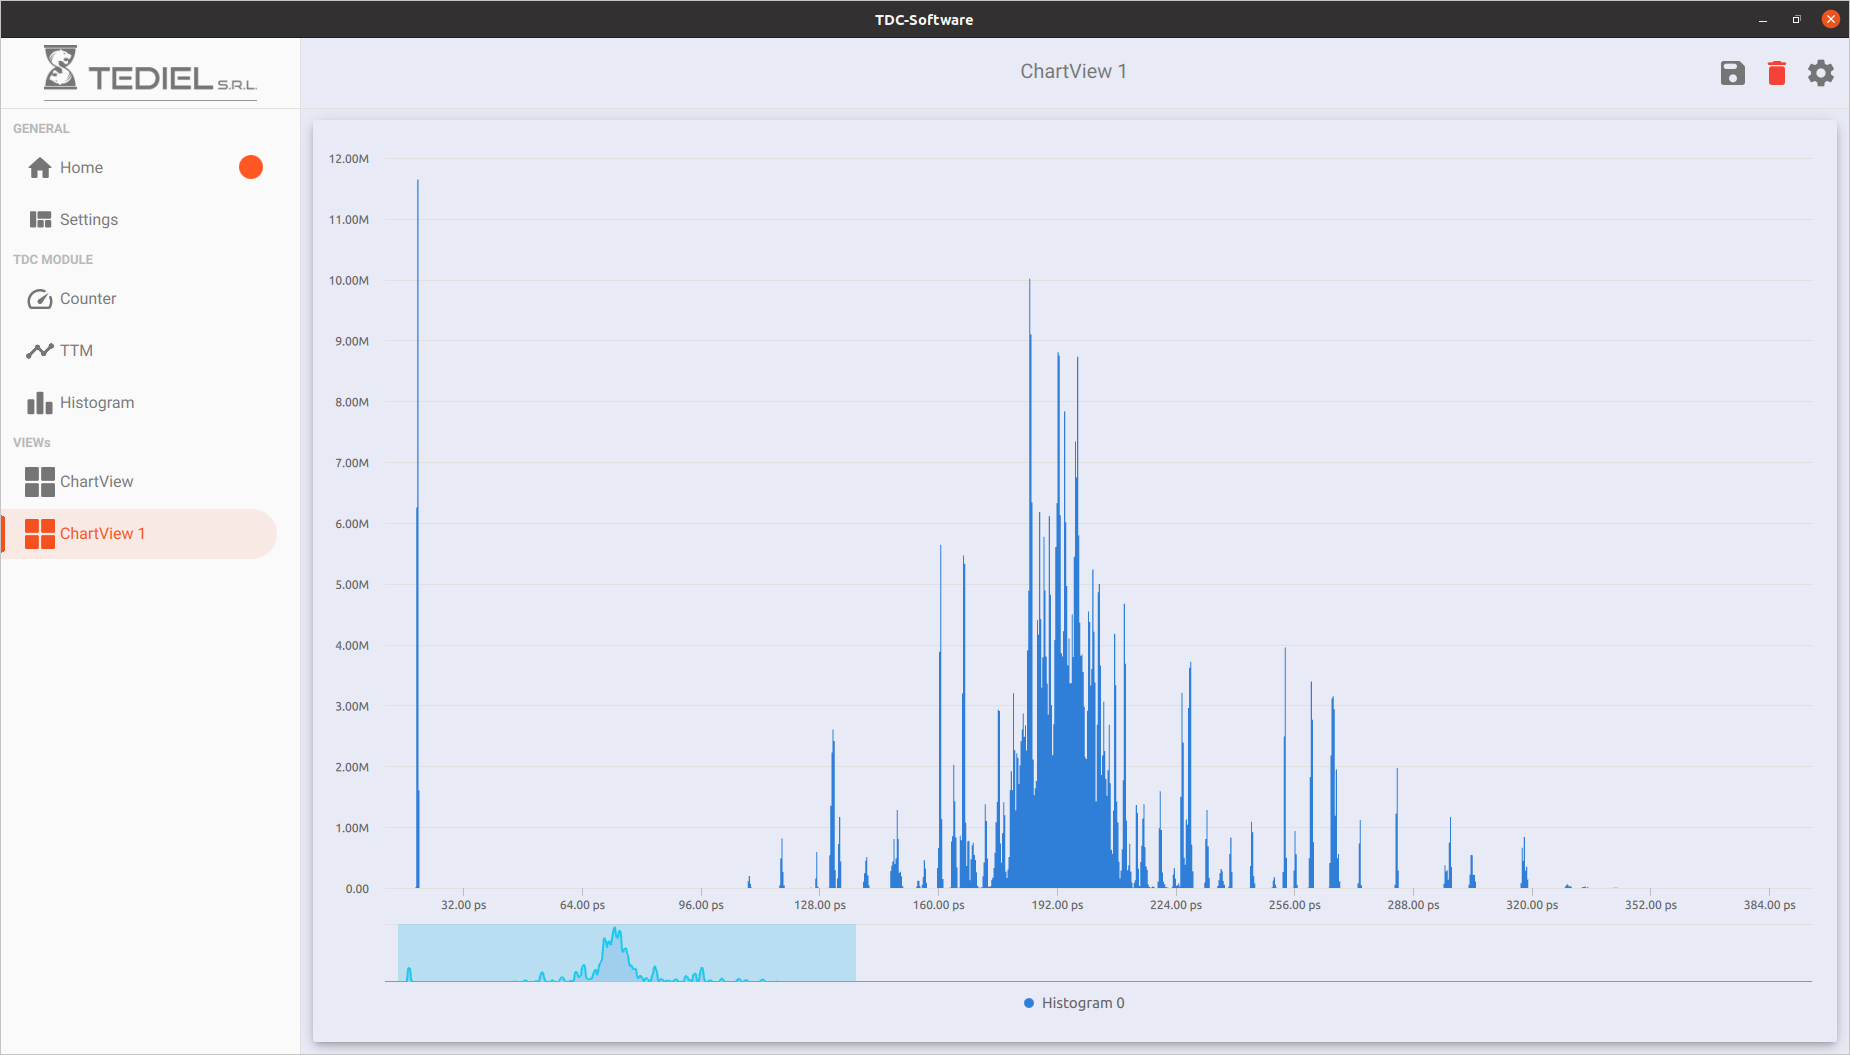 TDC-Software
TEDIEL S.R.L.
ChartView 1
GENERAL
Home
Settings
TDC MODULE
Counter
TTM
Histogram
VIEWs
ChartView
ChartView 1
12.00M
11.00M
10.00M
9.00M
8.00M
7.00M
6.00M
5.00M
4.00M
3.00M
2.00M
1.00M
0.00
32.00 ps 64.00 ps 96.00 ps 128.00 ps 160.00 ps 192.00 ps 224.00 ps 256.00 ps 288.00 ps 320.00 ps 352.00 ps 384.00 ps
Histogram 0